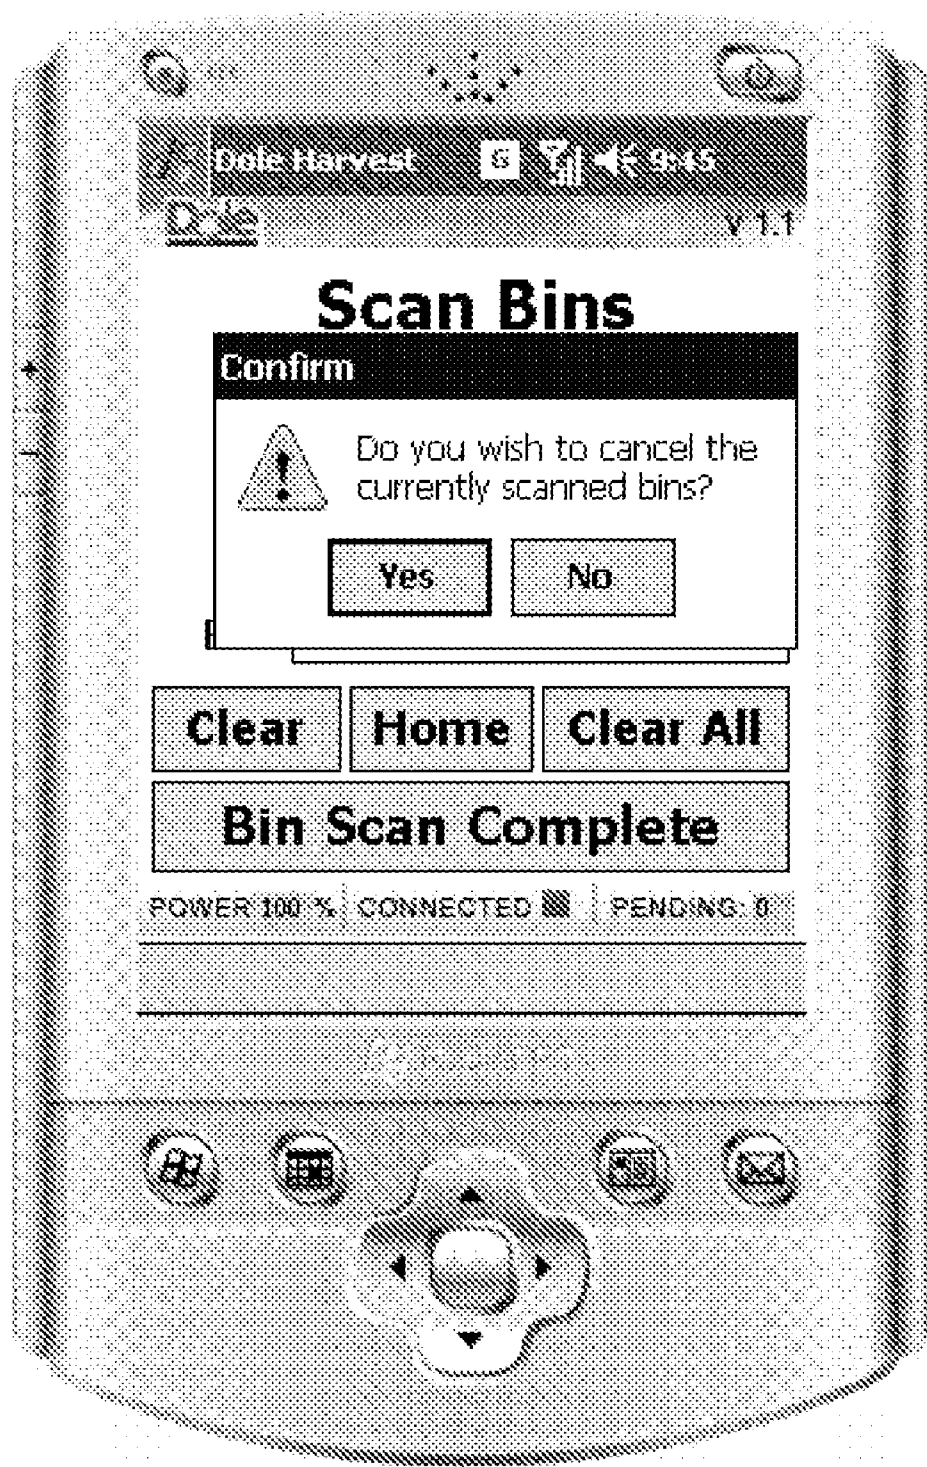 Dole Harvest G 9:45
Dole v 1.1
Scan Bins
Confirm
Do you wish to cancel the
currently scanned bins?
Yes No
Clear Home Clear All
Bin Scan Complete
POWER 100 % CONNECTED PENDING: 0